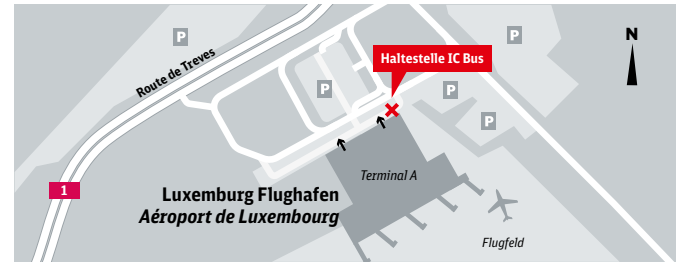 P
P
N
Route de Treves
Haltestelle IC Bus
P
P
P
Terminal A
1
Luxemburg Flughafen
Aéroport de Luxembourg
Flugfeld